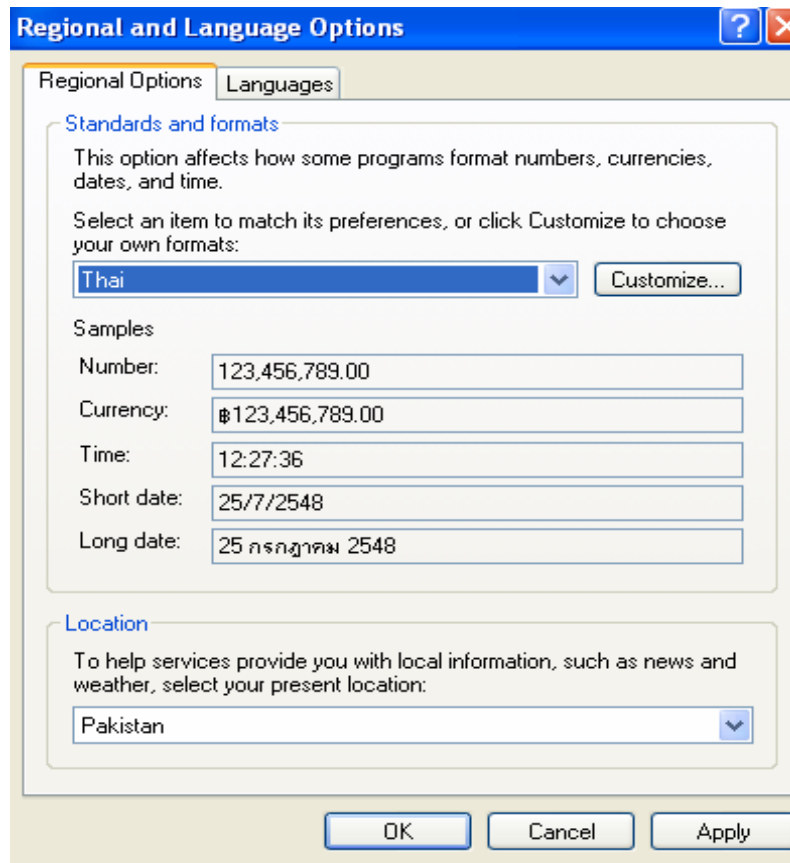 Regional and Language Options
Regional Options Languages
Standards and formats
This option affects how some programs format numbers, currencies,
dates, and time.
Select an item to match its preferences, or click Customize to choose
your own formats:
Thai Customize...
Samples
Number: 123,456,789.00
Currency: ฿123,456,789.00
Time: 12:27:36
Short date: 25/7/2548
Long date: 25 กรกฎาคม 2548
Location
To help services provide you with local information, such as news and
weather, select your present location:
Pakistan
OK Cancel Apply